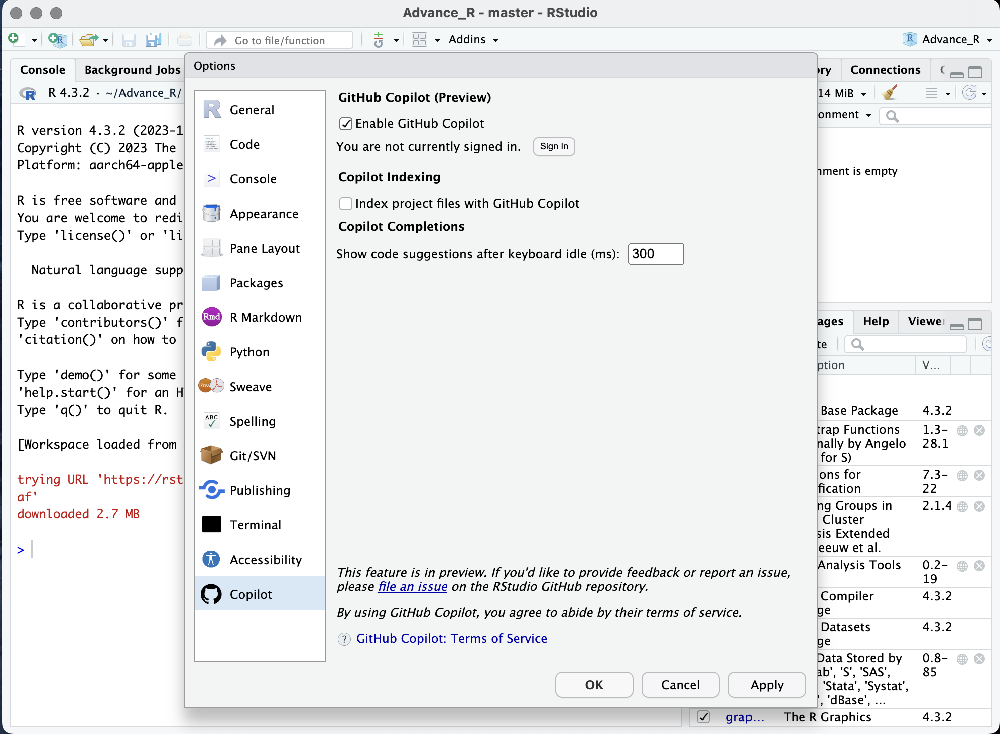 Advance_R - master - RStudio
Go to file/function
Addins
Advance_R
Console
Background Jobs
R 4.3.2 · ~/Advance_R/
R version 4.3.2 (2023-1
Copyright (C) 2023 The
Platform: aarch64-apple
R is free software and
You are welcome to redi
Type 'license()' or 'li
Natural language supp
R is a collaborative pr
Type 'contributors()' f
'citation()' on how to
Type 'demo()' for some
'help.start()' for an H
Type 'q()' to quit R.
[Workspace loaded from
trying URL 'https://rst
af'
downloaded 2.7 MB
>
Options
General
Code
Console
Appearance
Pane Layout
Packages
Rmd R Markdown
Python
Rnw Sweave
ABC Spelling
Git/SVN
Publishing
Terminal
Accessibility
Copilot
GitHub Copilot (Preview)
Enable GitHub Copilot
You are not currently signed in. Sign In
Copilot Indexing
Index project files with GitHub Copilot
Copilot Completions
Show code suggestions after keyboard idle (ms): 300
This feature is in preview. If you'd like to provide feedback or report an issue,
please file an issue on the RStudio GitHub repository.
By using GitHub Copilot, you agree to abide by their terms of service.
? GitHub Copilot: Terms of Service
OK Cancel Apply
ory Connections
14 MiB
onment
nment is empty
ages Help Viewer
te
ption V...
Base Package 4.3.2
trap Functions 1.3-
nally by Angelo 28.1
for S)
ons for 7.3-
fication 22
ng Groups in 2.1.4
Cluster
sis Extended
eeuw et al.
Analysis Tools 0.2-
19
Compiler 4.3.2
ge
Datasets 4.3.2
ge
Data Stored by 0.8-
ab', 'S', 'SAS', 85
'Stata', 'Systat',
', 'dBase', ...
grap... The R Graphics 4.3.2